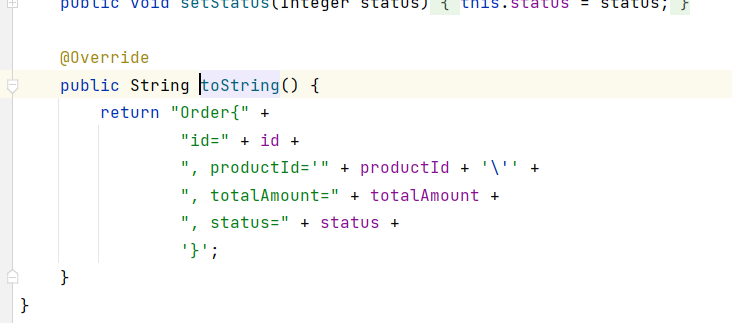 public void setStatus(Integer status) { this.status = status; }
@Override
public String toString() {
return "Order{" +
"id=" + id +
", productId='" + productId + '\'' +
", totalAmount=" + totalAmount +
", status=" + status +
'}';
}
}